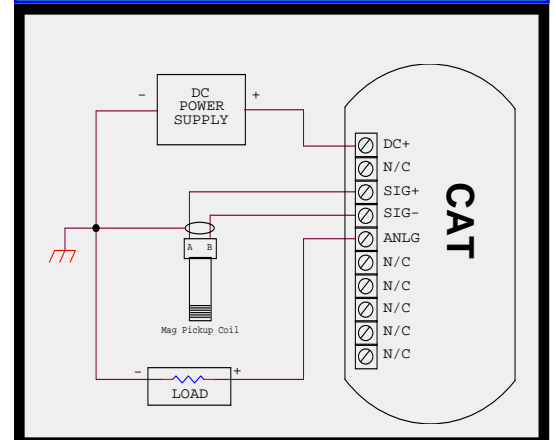 - DC +
POWER
SUPPLY
DC+
N/C
SIG+
SIG-
ANLG
N/C
N/C
N/C
N/C
N/C
CAT
A B
Mag Pickup Coil
- +
LOAD